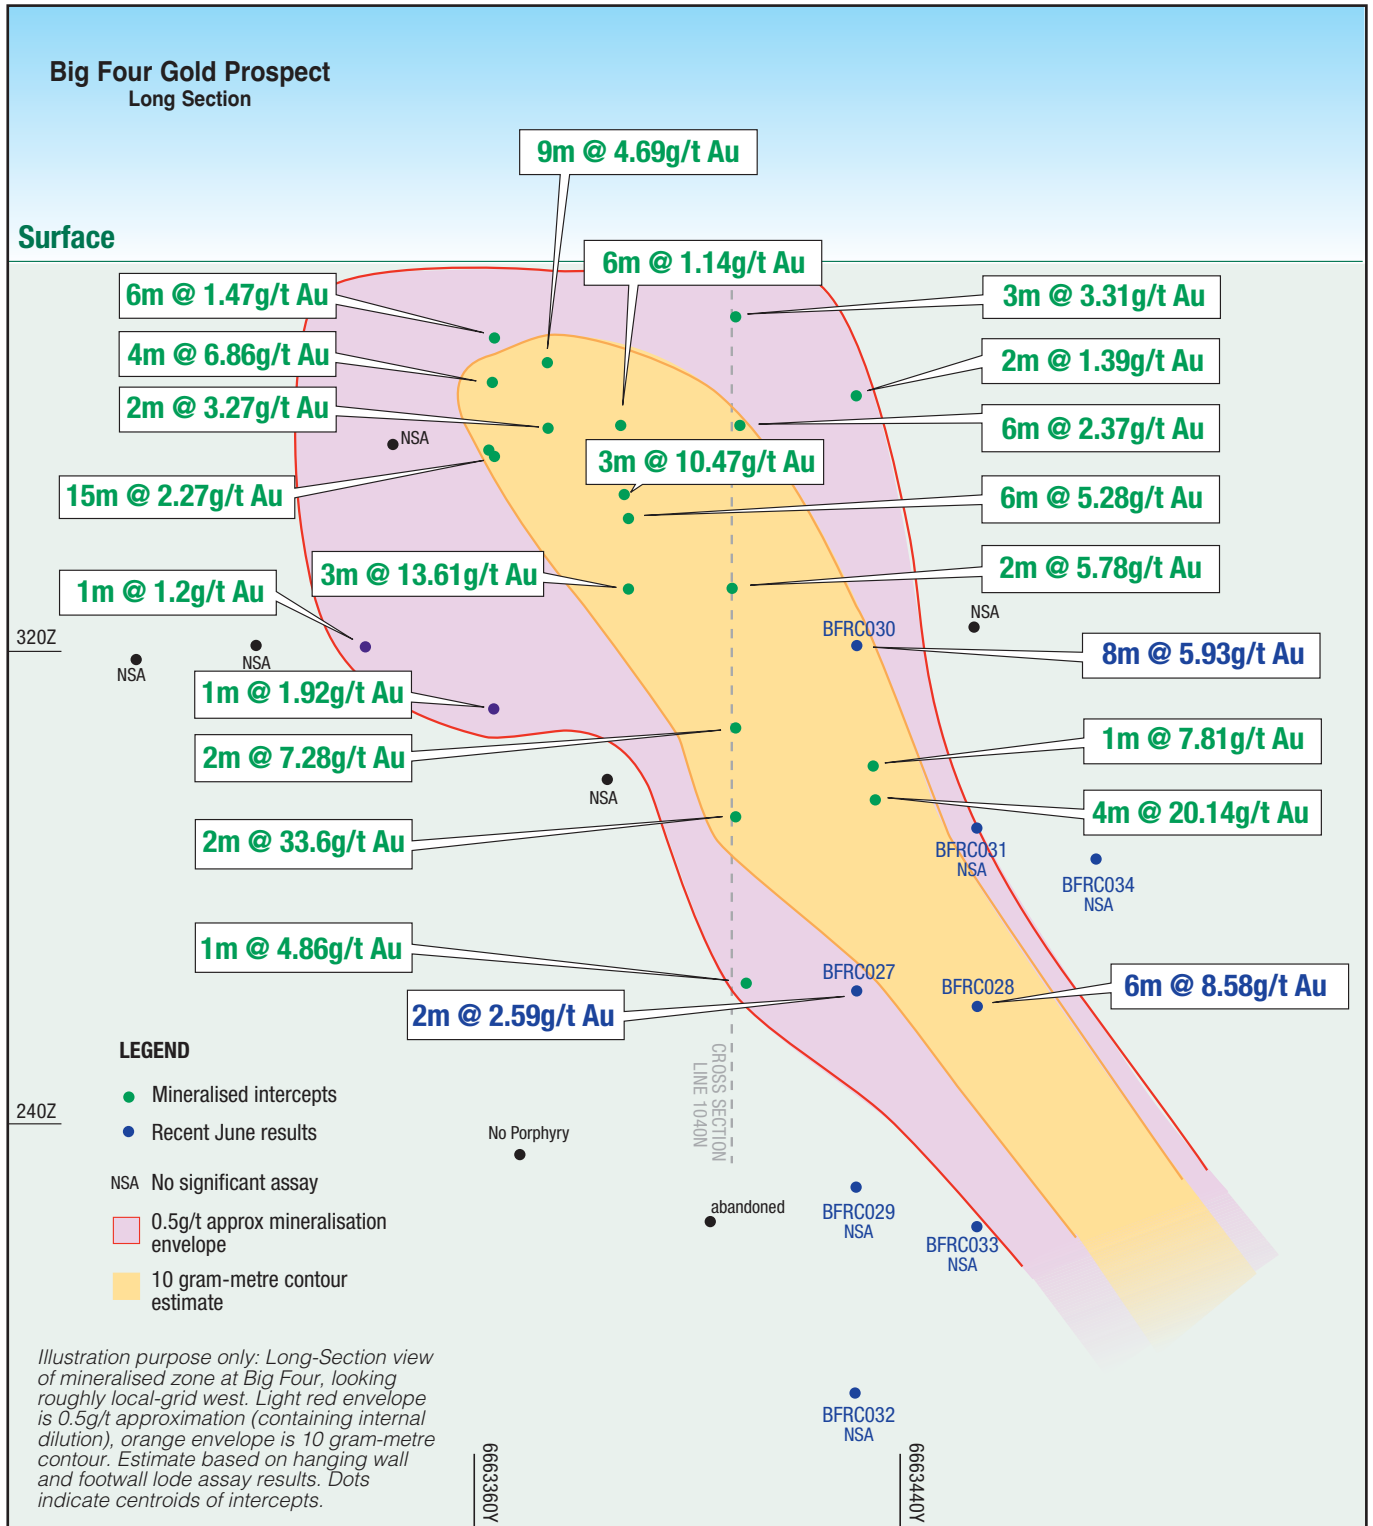 Big Four Gold Prospect
Long Section
9m @ 4.69g/t Au
Surface
6m @ 1.14g/t Au
6m @ 1.47g/t Au
3m @ 3.31g/t Au
4m @ 6.86g/t Au
2m @ 1.39g/t Au
2m @ 3.27g/t Au
NSA
6m @ 2.37g/t Au
3m @ 10.47g/t Au
15m @ 2.27g/t Au
6m @ 5.28g/t Au
3m @ 13.61g/t Au
2m @ 5.78g/t Au
1m @ 1.2g/t Au
NSA
BFRC030
320Z
NSA
NSA
8m @ 5.93g/t Au
1m @ 1.92g/t Au
2m @ 7.28g/t Au
1m @ 7.81g/t Au
NSA
4m @ 20.14g/t Au
2m @ 33.6g/t Au
BFRC031
NSA
BFRC034
NSA
1m @ 4.86g/t Au
BFRC027
BFRC028
6m @ 8.58g/t Au
2m @ 2.59g/t Au
CROSS SECTION
LINE 1040N
LEGEND
Mineralised intercepts
240Z
Recent June results
No Porphyry
NSA No significant assay
abandoned
BFRC029
NSA
BFRC033
NSA
0.5g/t approx mineralisation
envelope
10 gram-metre contour
estimate
Illustration purpose only: Long-Section view
of mineralised zone at Big Four, looking
roughly local-grid west. Light red envelope
is 0.5g/t approximation (containing internal
dilution), orange envelope is 10 gram-metre
contour. Estimate based on hanging wall
and footwall lode assay results. Dots
indicate centroids of intercepts.
BFRC032
NSA
6663360Y
6663440Y